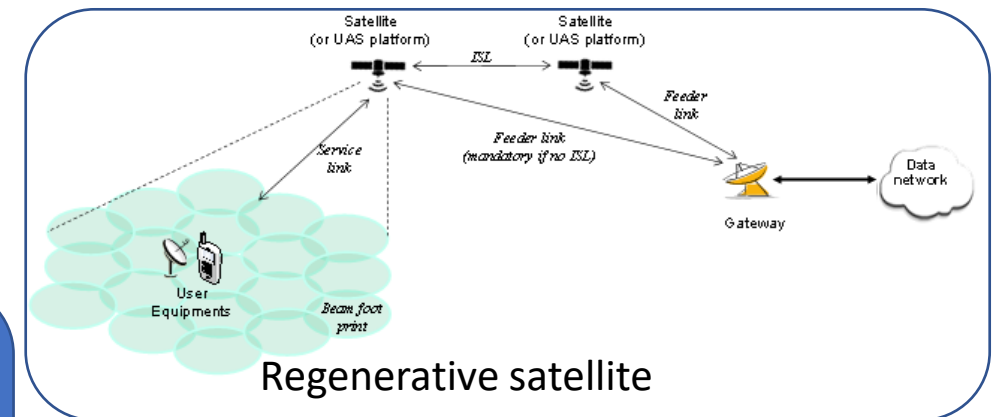 Satellite
(or UAS platform)
Satellite
(or UAS platform)
ISL
Feeder
link
Feeder link
(mandatory if no ISL)
Service
link
Data
network
Gateway
User
Equipments
Beam foot
print
Regenerative satellite